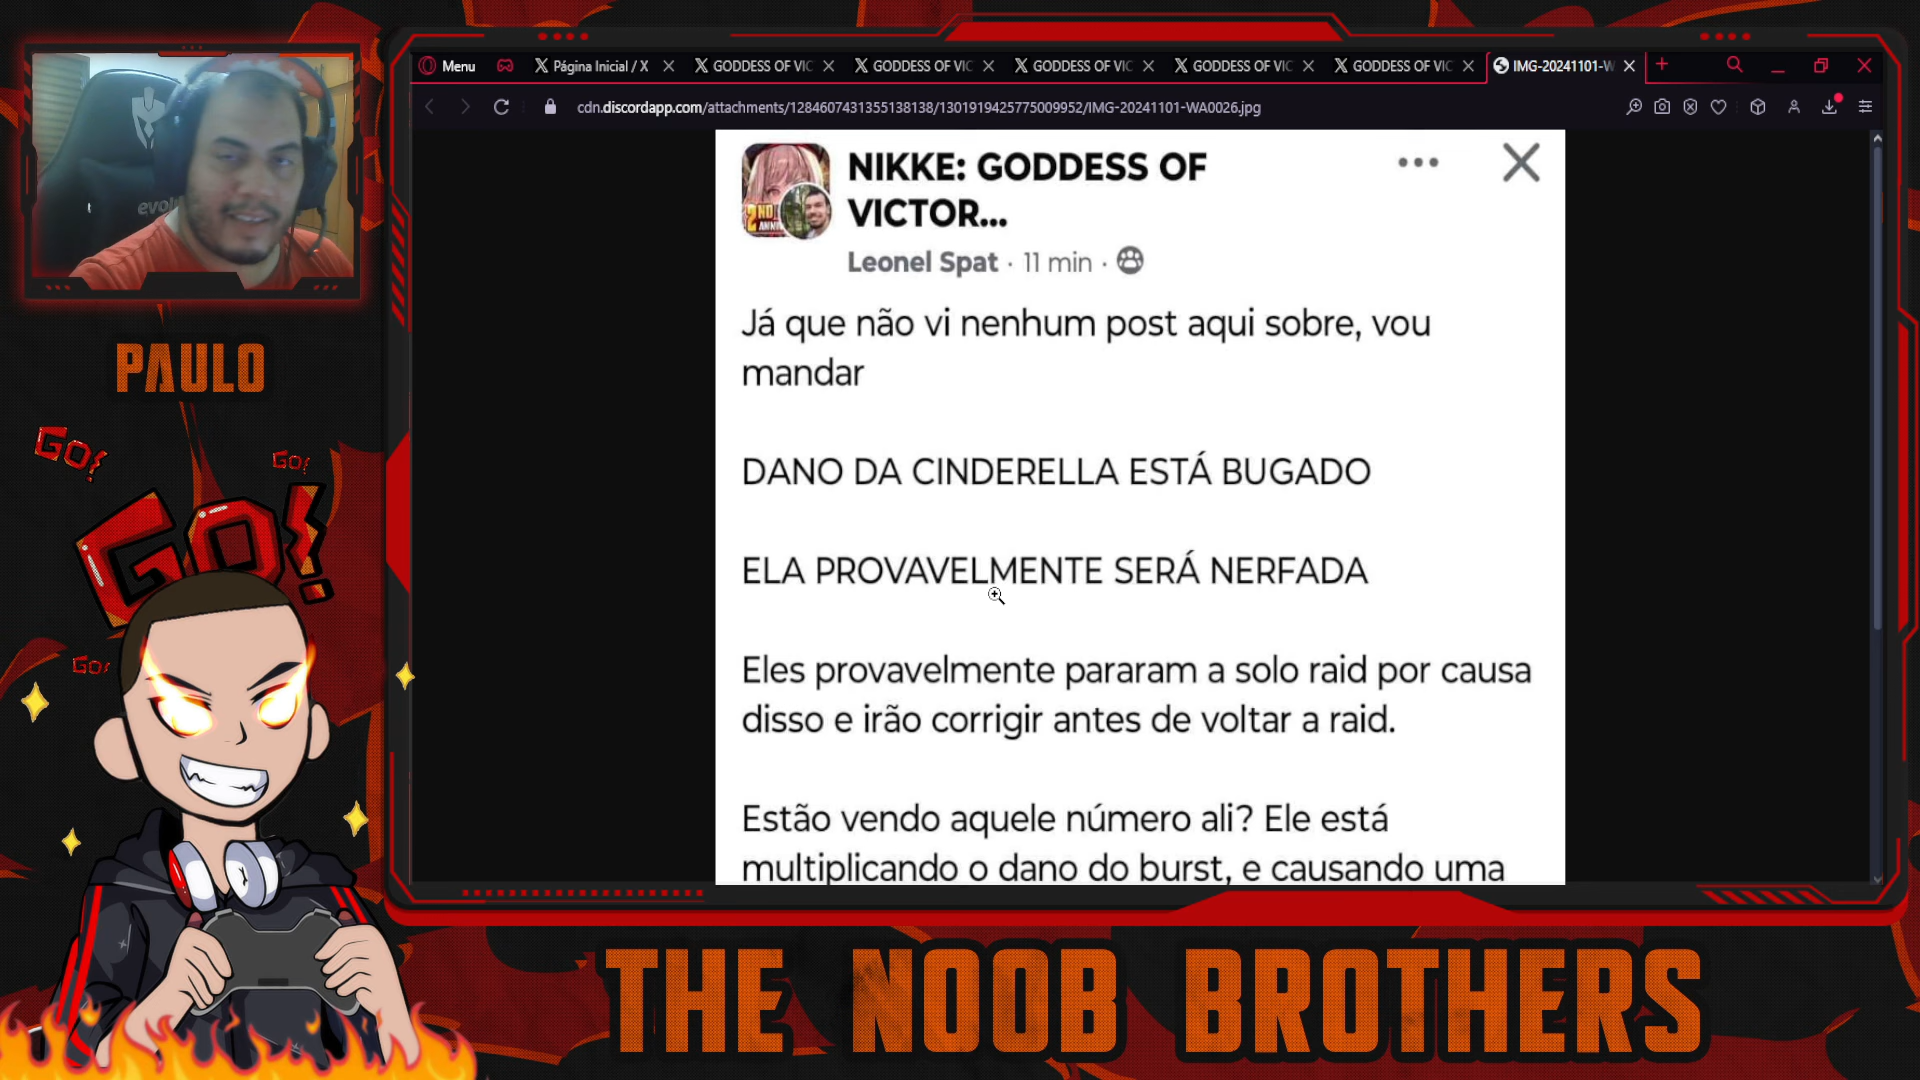 Menu
Página Inicial / X
GODDESS OF VIC
GODDESS OF VIC
GODDESS OF VIC
GODDESS OF VIC
GODDESS OF VIC
IMG-20241101-W
cdn.discordapp.com/attachments/1284607431355138138/1301919425775009952/IMG-20241101-WA0026.jpg
NIKKE: GODDESS OF
VICTOR...
2ND
Leonel Spat · 11 min ·
Já que não vi nenhum post aqui sobre, vou
mandar
DANO DA CINDERELLA ESTÁ BUGADO
ELA PROVAVELMENTE SERÁ NERFADA
Eles provavelmente pararam a solo raid por causa
disso e irão corrigir antes de voltar a raid.
Estão vendo aquele número ali? Ele está
multiplicando o dano do burst, e causando uma
PAULO
GO!
GO!
GO!
GO!
THE NOOB BROTHERS